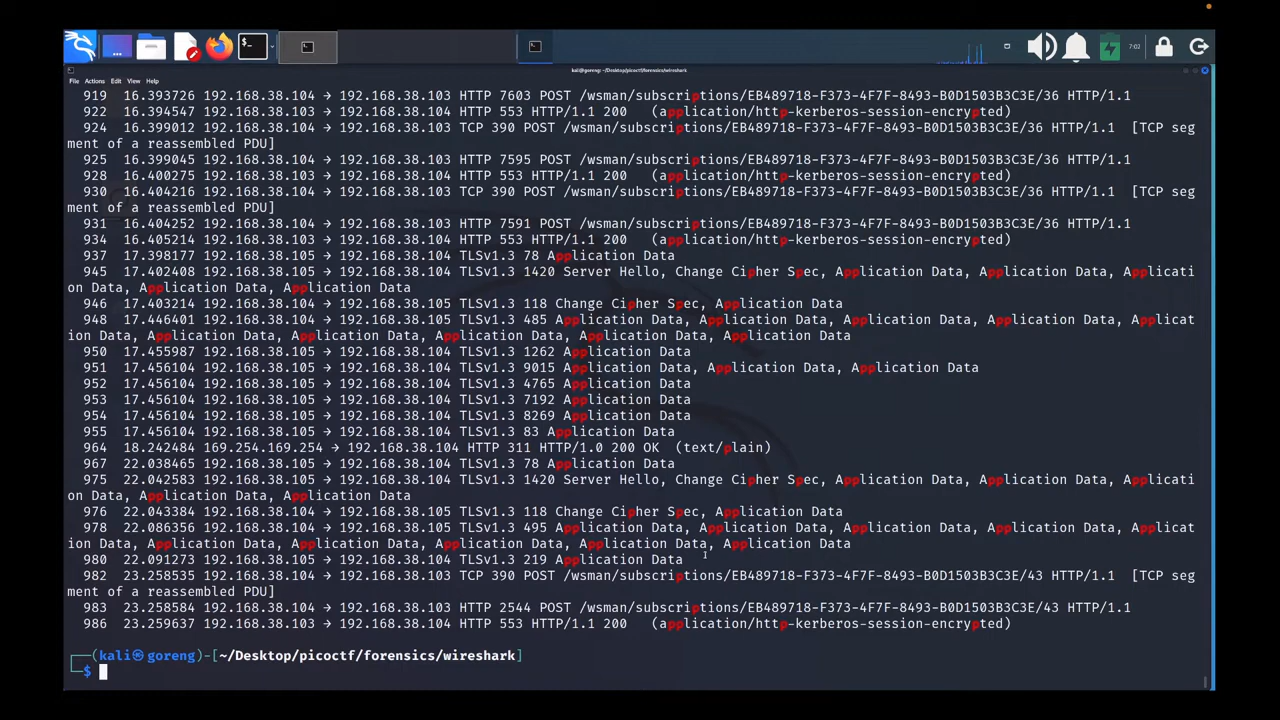 7:02
kali@goreng: ~/Desktop/picoctf/forensics/wireshark
File Actions Edit View Help
919 16.393726 192.168.38.104 → 192.168.38.103 HTTP 7603 POST /wsman/subscriptions/EB489718-F373-4F7F-8493-B0D1503B3C3E/36 HTTP/1.1
922 16.394547 192.168.38.103 → 192.168.38.104 HTTP 553 HTTP/1.1 200 (application/http-kerberos-session-encrypted)
924 16.399012 192.168.38.104 → 192.168.38.103 TCP 390 POST /wsman/subscriptions/EB489718-F373-4F7F-8493-B0D1503B3C3E/36 HTTP/1.1 [TCP seg
ment of a reassembled PDU]
925 16.399045 192.168.38.104 → 192.168.38.103 HTTP 7595 POST /wsman/subscriptions/EB489718-F373-4F7F-8493-B0D1503B3C3E/36 HTTP/1.1
928 16.400275 192.168.38.103 → 192.168.38.104 HTTP 553 HTTP/1.1 200 (application/http-kerberos-session-encrypted)
930 16.404216 192.168.38.104 → 192.168.38.103 TCP 390 POST /wsman/subscriptions/EB489718-F373-4F7F-8493-B0D1503B3C3E/36 HTTP/1.1 [TCP seg
ment of a reassembled PDU]
931 16.404252 192.168.38.104 → 192.168.38.103 HTTP 7591 POST /wsman/subscriptions/EB489718-F373-4F7F-8493-B0D1503B3C3E/36 HTTP/1.1
934 16.405214 192.168.38.103 → 192.168.38.104 HTTP 553 HTTP/1.1 200 (application/http-kerberos-session-encrypted)
937 17.398177 192.168.38.105 → 192.168.38.104 TLSv1.3 78 Application Data
945 17.402408 192.168.38.105 → 192.168.38.104 TLSv1.3 1420 Server Hello, Change Cipher Spec, Application Data, Application Data, Applicati
on Data, Application Data, Application Data
946 17.403214 192.168.38.104 → 192.168.38.105 TLSv1.3 118 Change Cipher Spec, Application Data
948 17.446401 192.168.38.104 → 192.168.38.105 TLSv1.3 485 Application Data, Application Data, Application Data, Application Data, Applicat
ion Data, Application Data, Application Data, Application Data, Application Data, Application Data
950 17.455987 192.168.38.105 → 192.168.38.104 TLSv1.3 1262 Application Data
951 17.456104 192.168.38.105 → 192.168.38.104 TLSv1.3 9015 Application Data, Application Data, Application Data
952 17.456104 192.168.38.105 → 192.168.38.104 TLSv1.3 4765 Application Data
953 17.456104 192.168.38.105 → 192.168.38.104 TLSv1.3 7192 Application Data
954 17.456104 192.168.38.105 → 192.168.38.104 TLSv1.3 8269 Application Data
955 17.456104 192.168.38.105 → 192.168.38.104 TLSv1.3 83 Application Data
964 18.242484 169.254.169.254 → 192.168.38.104 HTTP 311 HTTP/1.0 200 OK (text/plain)
967 22.038465 192.168.38.105 → 192.168.38.104 TLSv1.3 78 Application Data
975 22.042583 192.168.38.105 → 192.168.38.104 TLSv1.3 1420 Server Hello, Change Cipher Spec, Application Data, Application Data, Applicati
on Data, Application Data, Application Data
976 22.043384 192.168.38.104 → 192.168.38.105 TLSv1.3 118 Change Cipher Spec, Application Data
978 22.086356 192.168.38.104 → 192.168.38.105 TLSv1.3 495 Application Data, Application Data, Application Data, Application Data, Applicat
ion Data, Application Data, Application Data, Application Data, Application Data, Application Data
980 22.091273 192.168.38.105 → 192.168.38.104 TLSv1.3 219 Application Data
982 23.258535 192.168.38.104 → 192.168.38.103 TCP 390 POST /wsman/subscriptions/EB489718-F373-4F7F-8493-B0D1503B3C3E/43 HTTP/1.1 [TCP seg
ment of a reassembled PDU]
983 23.258584 192.168.38.104 → 192.168.38.103 HTTP 2544 POST /wsman/subscriptions/EB489718-F373-4F7F-8493-B0D1503B3C3E/43 HTTP/1.1
986 23.259637 192.168.38.103 → 192.168.38.104 HTTP 553 HTTP/1.1 200 (application/http-kerberos-session-encrypted)
┌──(kali㉿goreng)-[~/Desktop/picoctf/forensics/wireshark]
└─$